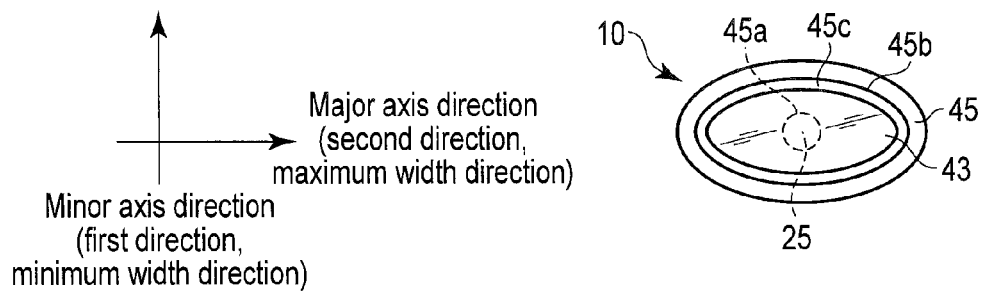 Major axis direction
(second direction,
maximum width direction)
Minor axis direction
(first direction,
minimum width direction)
10
45a
45c
45b
45
43
25